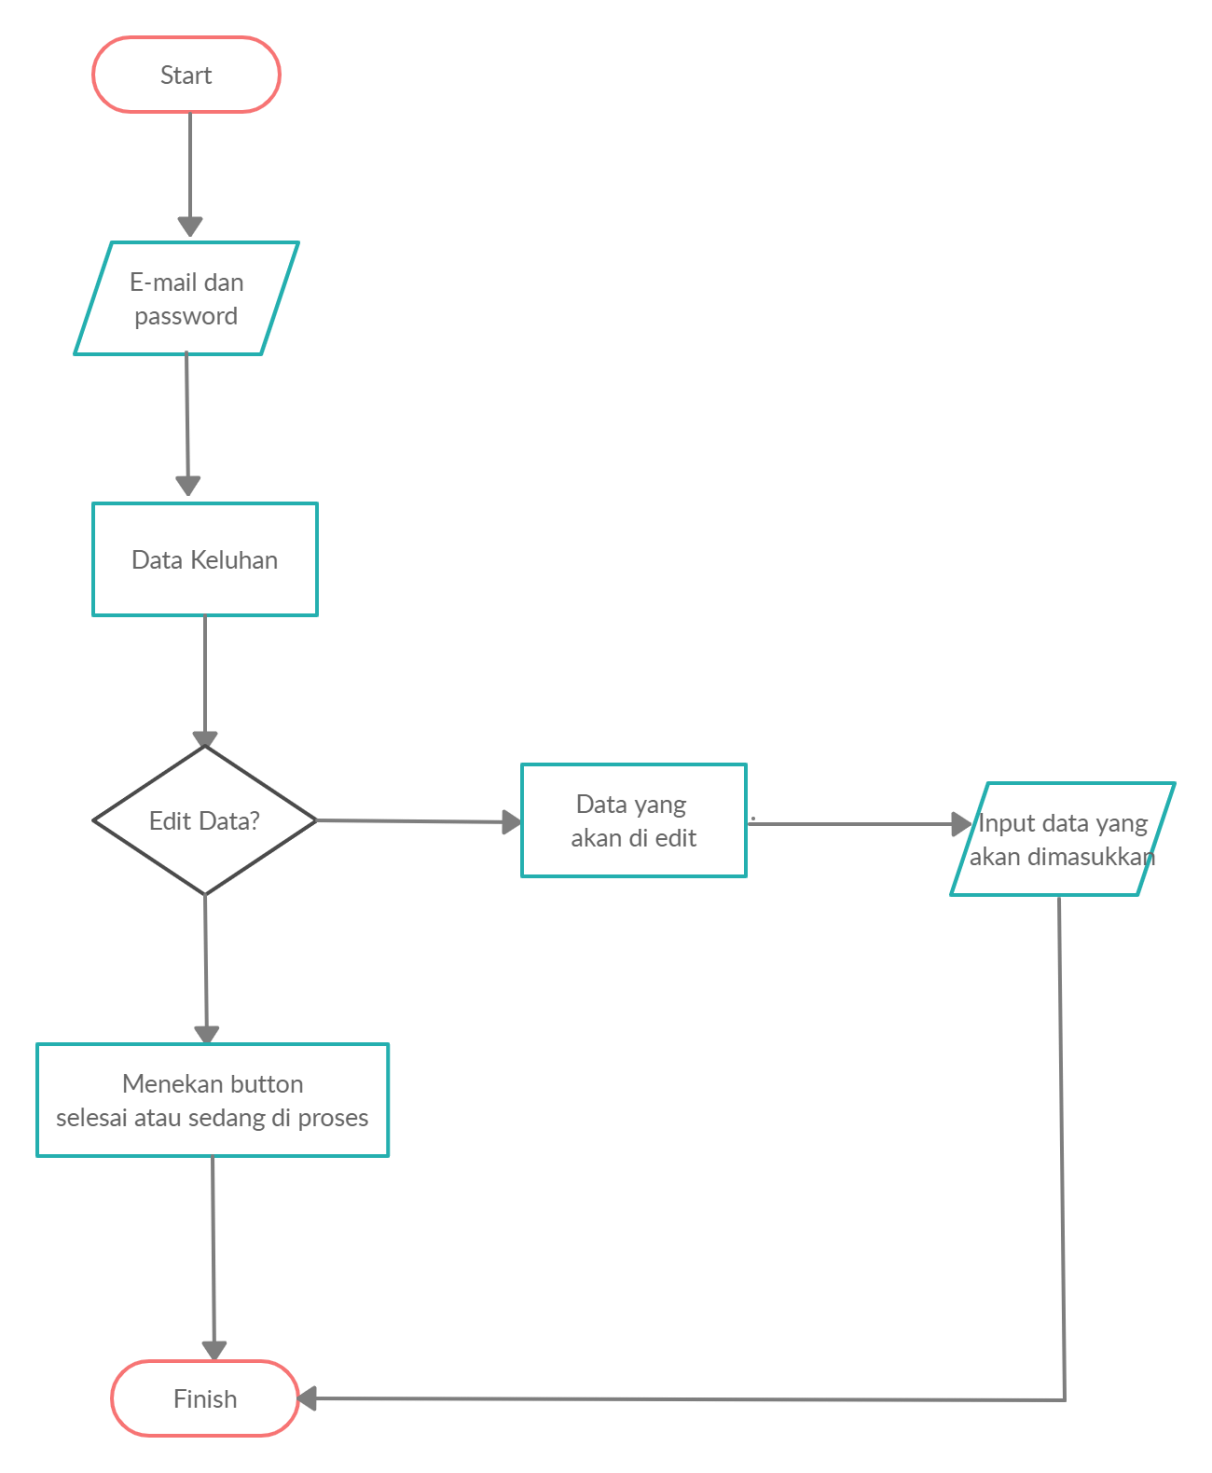 Start
E-mail dan
password
Data Keluhan
Edit Data?
Data yang
akan di edit
Input data yang
akan dimasukkan
Menekan button
selesai atau sedang di proses
Finish